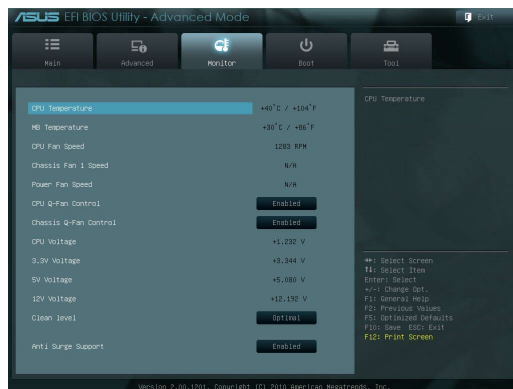 ASUS EFI BIOS Utility - Advanced Mode
Exit
Main
Advanced
Monitor
Boot
Tool
CPU Temperature +40°C / +104°F
MB Temperature +30°C / +86°F
CPU Fan Speed 1283 RPM
Chassis Fan 1 Speed N/A
Power Fan Speed N/A
CPU Q-Fan Control Enabled
Chassis Q-Fan Control Enabled
CPU Voltage +1.232 V
3.3V Voltage +3.344 V
5V Voltage +5.080 V
12V Voltage +12.192 V
Clean level Optimal
Anti Surge Support Enabled
CPU Temperature
→←: Select Screen
↑↓: Select Item
Enter: Select
+/-: Change Opt.
F1: General Help
F2: Previous Values
F5: Optimized Defaults
F10: Save ESC: Exit
F12: Print Screen
Version 2.00.1201. Copyright (C) 2010 American Megatrends, Inc.